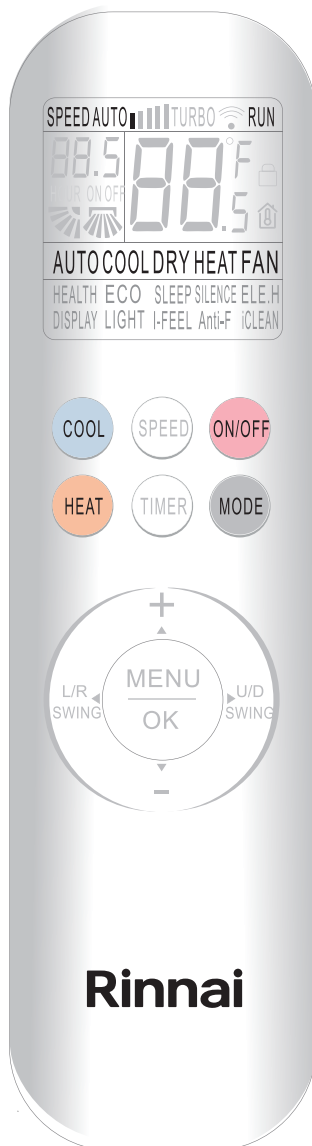 SPEED AUTO TURBO RUN
88.5 88.5 °F
HOUR ON OFF
AUTO COOL DRY HEAT FAN
HEALTH ECO SLEEP SILENCE ELE.H
DISPLAY LIGHT I-FEEL Anti-F iCLEAN
COOL SPEED ON/OFF
HEAT TIMER MODE
+
L/R SWING
MENU
OK
U/D SWING
-
Rinnai